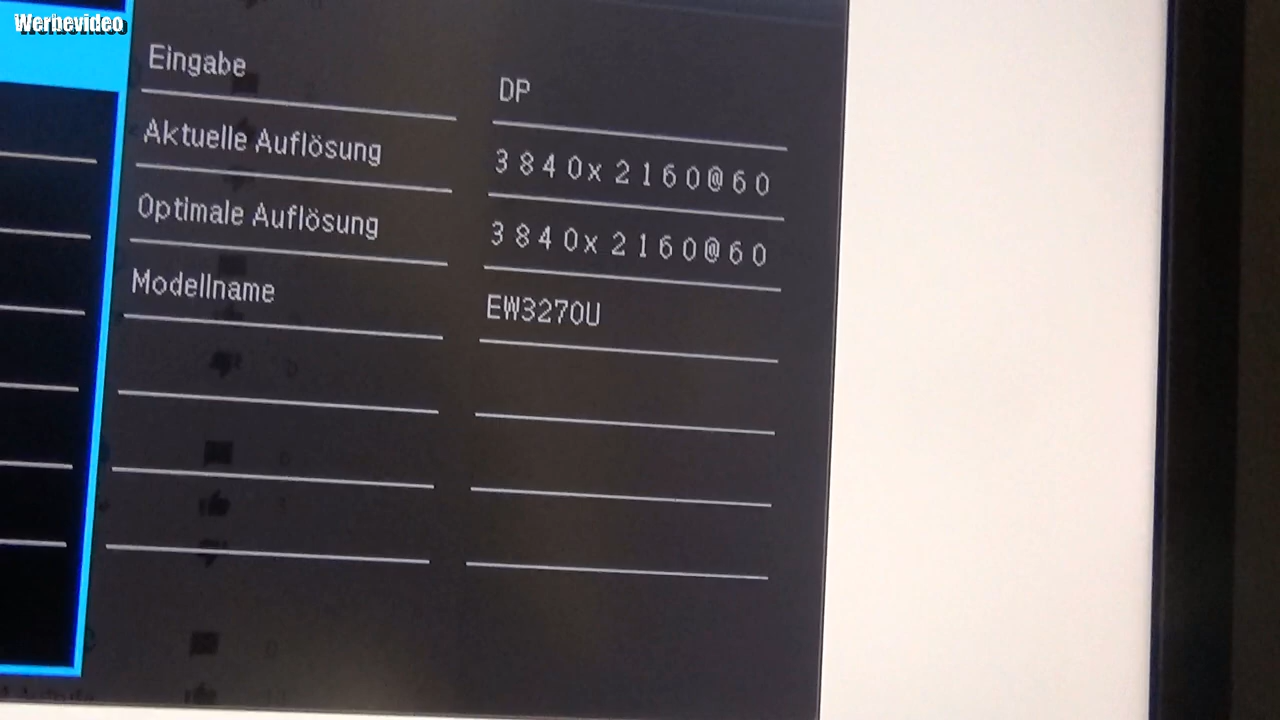 Werbevideo
Eingabe
DP
Aktuelle Auflösung
3840x2160@60
Optimale Auflösung
3840x2160@60
Modellname
EW3270U